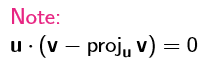 Note:
u · (v − proj_u v) = 0